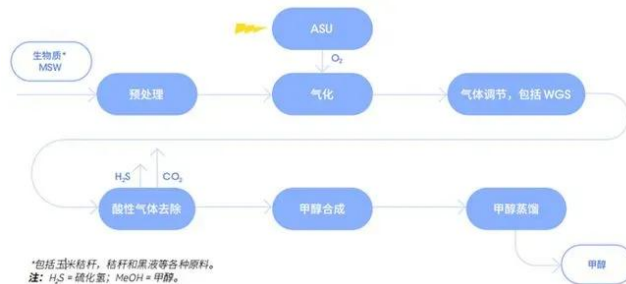 ASU
生物质*
MSW
O₂
预处理
气化
气体调节，包括 WGS
H₂S
CO₂
酸性气体去除
甲醇合成
甲醇蒸馏
甲醇
*包括玉米秸秆，秸秆和黑液等各种原料。
注：H₂S = 硫化氢；MeOH = 甲醇。